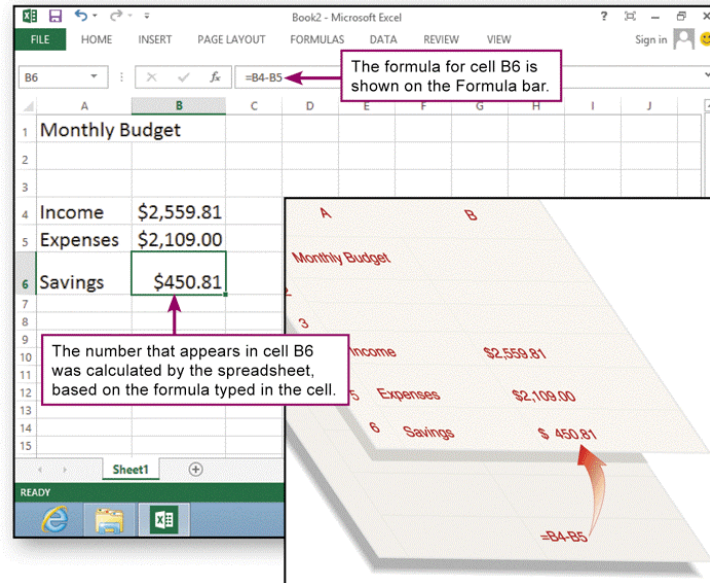 Book2 - Microsoft Excel
?
FILE HOME INSERT PAGE LAYOUT FORMULAS DATA REVIEW VIEW Sign in
B6 fx =B4-B5
The formula for cell B6 is
shown on the Formula bar.
A B C D E F G H I J
1 Monthly Budget
2
3
4 Income $2,559.81
5 Expenses $2,109.00
6 Savings $450.81
7
8
9
10
11
12
13
14
15
The number that appears in cell B6
was calculated by the spreadsheet,
based on the formula typed in the cell.
Sheet1
READY
A B
Monthly Budget
2
3
Income $2,559.81
5 Expenses $2,109.00
6 Savings $ 450.81
=B4-B5